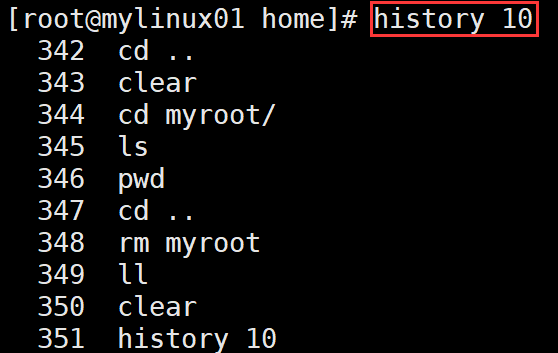 [root@mylinux01 home]# history 10
342 cd ..
343 clear
344 cd myroot/
345 ls
346 pwd
347 cd ..
348 rm myroot
349 ll
350 clear
351 history 10